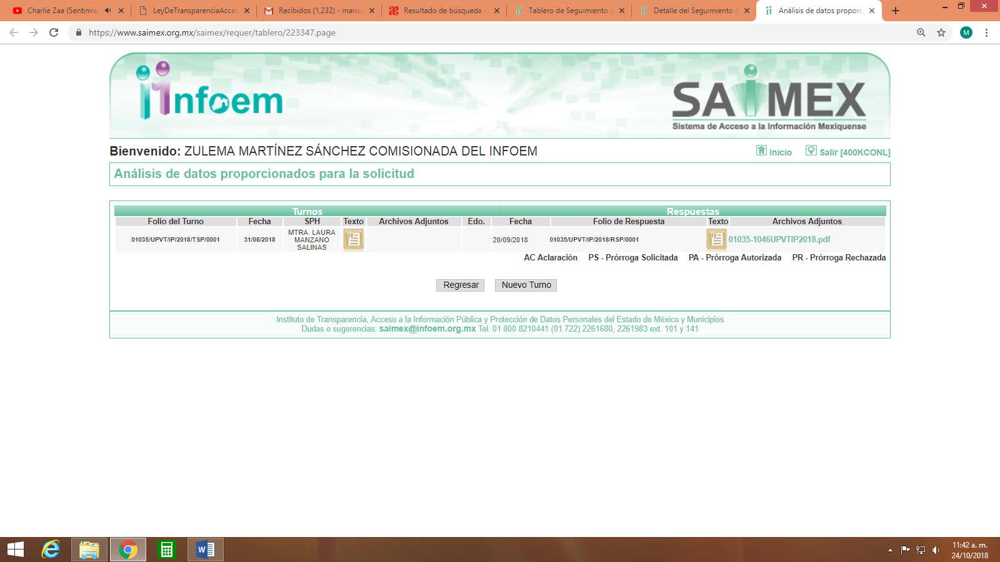 Charlie Zaa (Sentimie
LeyDeTransparenciaAcces
Recibidos (1,232) - marisc
Resultado de búsqueda -
Tablero de Seguimiento d
Detalle del Seguimiento d
Análisis de datos proporc
https://www.saimex.org.mx/saimex/requer/tablero/223347.page
M
infoem
SAIMEX
Sistema de Acceso a la Información Mexiquense
Bienvenido: ZULEMA MARTÍNEZ SÁNCHEZ COMISIONADA DEL INFOEM
Inicio
Salir [400KCONL]
Análisis de datos proporcionados para la solicitud
Turnos
Respuestas
Folio del Turno Fecha SPH Texto Archivos Adjuntos Edo. Fecha Folio de Respuesta Texto Archivos Adjuntos
01035/UPVT/IP/2018/TSP/0001 31/08/2018 MTRA. LAURA
MANZANO
SALINAS
20/09/2018 01035/UPVT/IP/2018/RSP/0001 01035-1046UPVTIP2018.pdf
AC Aclaración PS - Prórroga Solicitada PA - Prórroga Autorizada PR - Prórroga Rechazada
Regresar Nuevo Turno
Instituto de Transparencia, Acceso a la Información Pública y Protección de Datos Personales del Estado de México y Municipios
Dudas o sugerencias: saimex@infoem.org.mx Tel. 01 800 8210441 (01 722) 2261680, 2261983 ext. 101 y 141
11:42 a. m.
24/10/2018